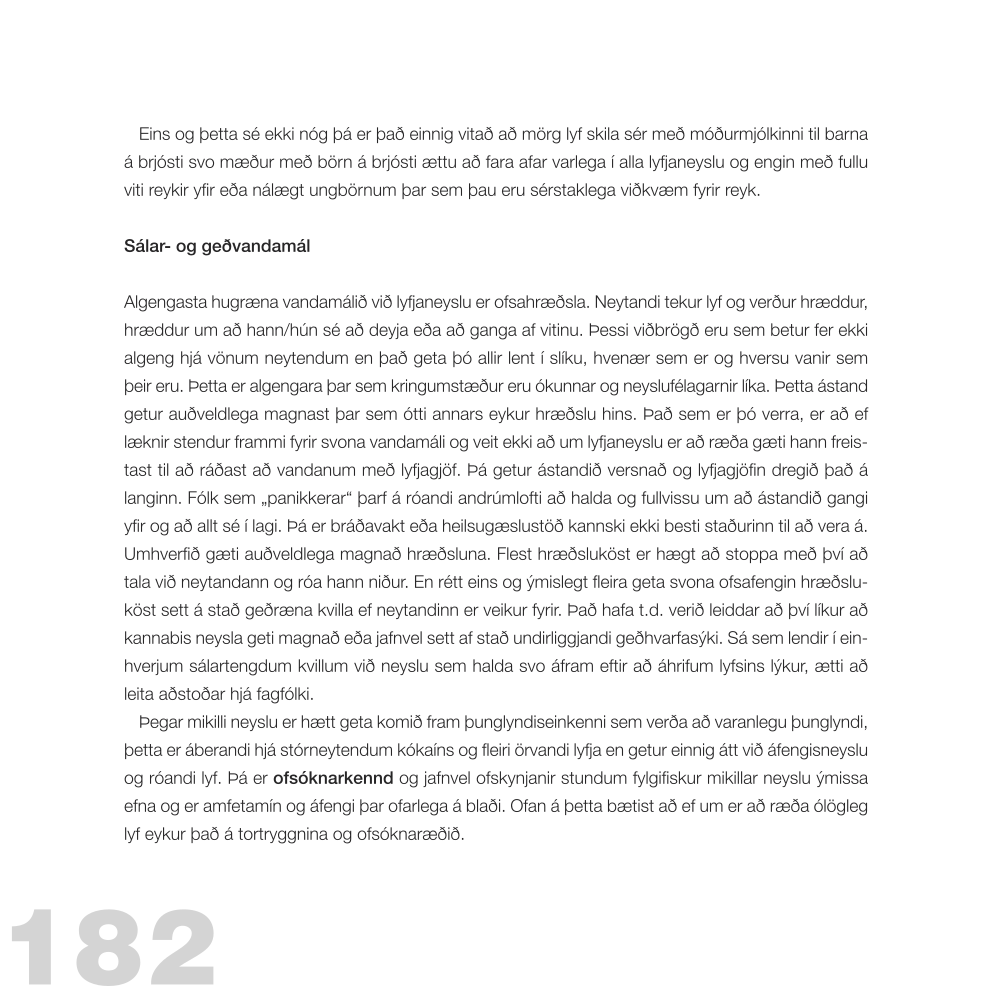 Eins og þetta sé ekki nóg þá er það einnig vitað að mörg lyf skila sér með móðurmjólkinni til barna
á brjósti svo mæður með börn á brjósti ættu að fara afar varlega í alla lyfjaneyslu og engin með fullu
viti reykir yfir eða nálægt ungbörnum þar sem þau eru sérstaklega viðkvæm fyrir reyk.
Sálar- og geðvandamál
Algengasta hugræna vandamálið við lyfjaneyslu er ofsahræðsla. Neytandi tekur lyf og verður hræddur,
hræddur um að hann/hún sé að deyja eða að ganga af vitinu. Þessi viðbrögð eru sem betur fer ekki
algeng hjá vönum neytendum en það geta þó allir lent í slíku, hvenær sem er og hversu vanir sem
þeir eru. Þetta er algengara þar sem kringumstæður eru ókunnar og neyslufélagarnir líka. Þetta ástand
getur auðveldlega magnast þar sem ótti annars eykur hræðslu hins. Það sem er þó verra, er að ef
læknir stendur frammi fyrir svona vandamáli og veit ekki að um lyfjaneyslu er að ræða gæti hann freis-
tast til að ráðast að vandanum með lyfjagjöf. Þá getur ástandið versnað og lyfjagjöfin dregið það á
langinn. Fólk sem „panikkerar“ þarf á róandi andrúmlofti að halda og fullvissu um að ástandið gangi
yfir og að allt sé í lagi. Þá er bráðavakt eða heilsugæslustöð kannski ekki besti staðurinn til að vera á.
Umhverfið gæti auðveldlega magnað hræðsluna. Flest hræðsluköst er hægt að stoppa með því að
tala við neytandann og róa hann niður. En rétt eins og ýmislegt fleira geta svona ofsafengin hræðslu-
köst sett á stað geðræna kvilla ef neytandinn er veikur fyrir. Það hafa t.d. verið leiddar að því líkur að
kannabis neysla geti magnað eða jafnvel sett af stað undirliggjandi geðhvarfasýki. Sá sem lendir í ein-
hverjum sálartengdum kvillum við neyslu sem halda svo áfram eftir að áhrifum lyfsins lýkur, ætti að
leita aðstoðar hjá fagfólki.
Þegar mikilli neyslu er hætt geta komið fram þunglyndiseinkenni sem verða að varanlegu þunglyndi,
þetta er áberandi hjá stórneytendum kókaíns og fleiri örvandi lyfja en getur einnig átt við áfengisneyslu
og róandi lyf. Þá er ofsóknarkennd og jafnvel ofskynjanir stundum fylgifiskur mikillar neyslu ýmissa
efna og er amfetamín og áfengi þar ofarlega á blaði. Ofan á þetta bætist að ef um er að ræða ólögleg
lyf eykur það á tortryggnina og ofsóknaræðið.
182